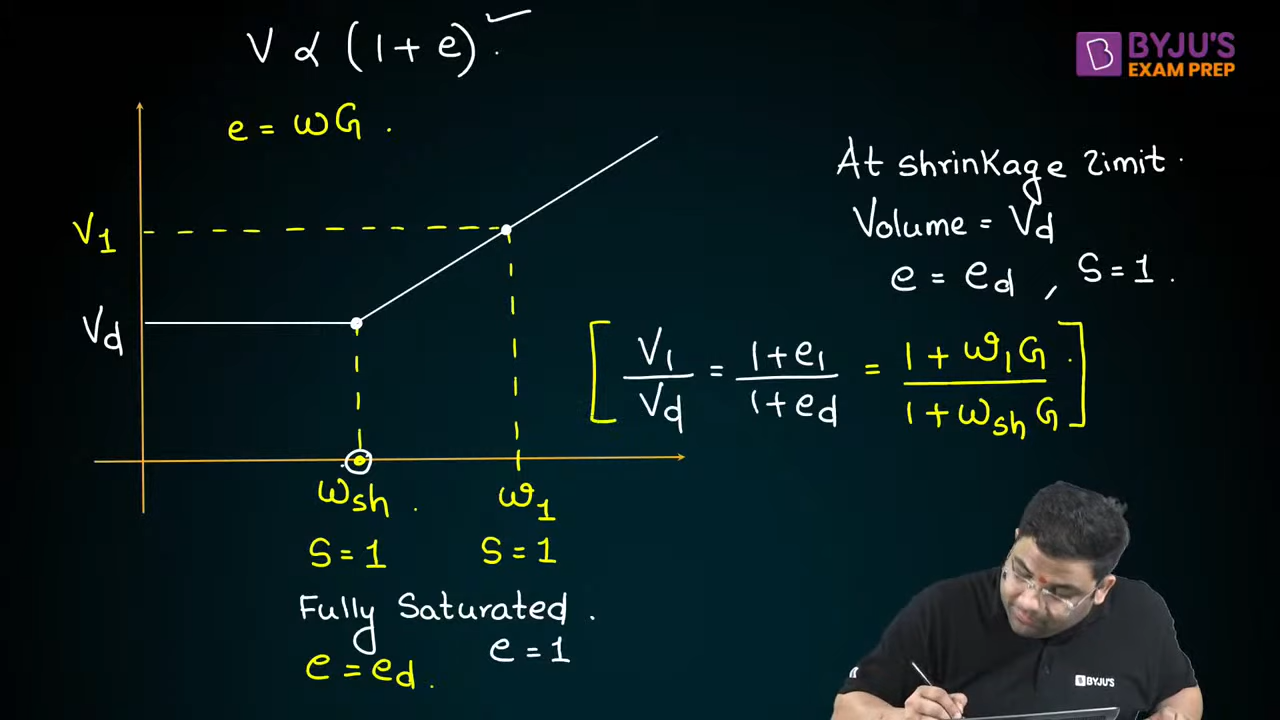 V ∝ (1 + e) ✓.
BYJU'S
EXAM PREP
e = ωG .
At shrinkage limit.
Volume = Vd
e = ed , S = 1 .
V1
Vd
[ V1/Vd = (1+e1)/(1+ed) = (1+ω1G)/(1+ωshG) ]
ωsh . ω1
S = 1 S = 1
Fully Saturated .
e = 1
e = ed .
BYJU'S